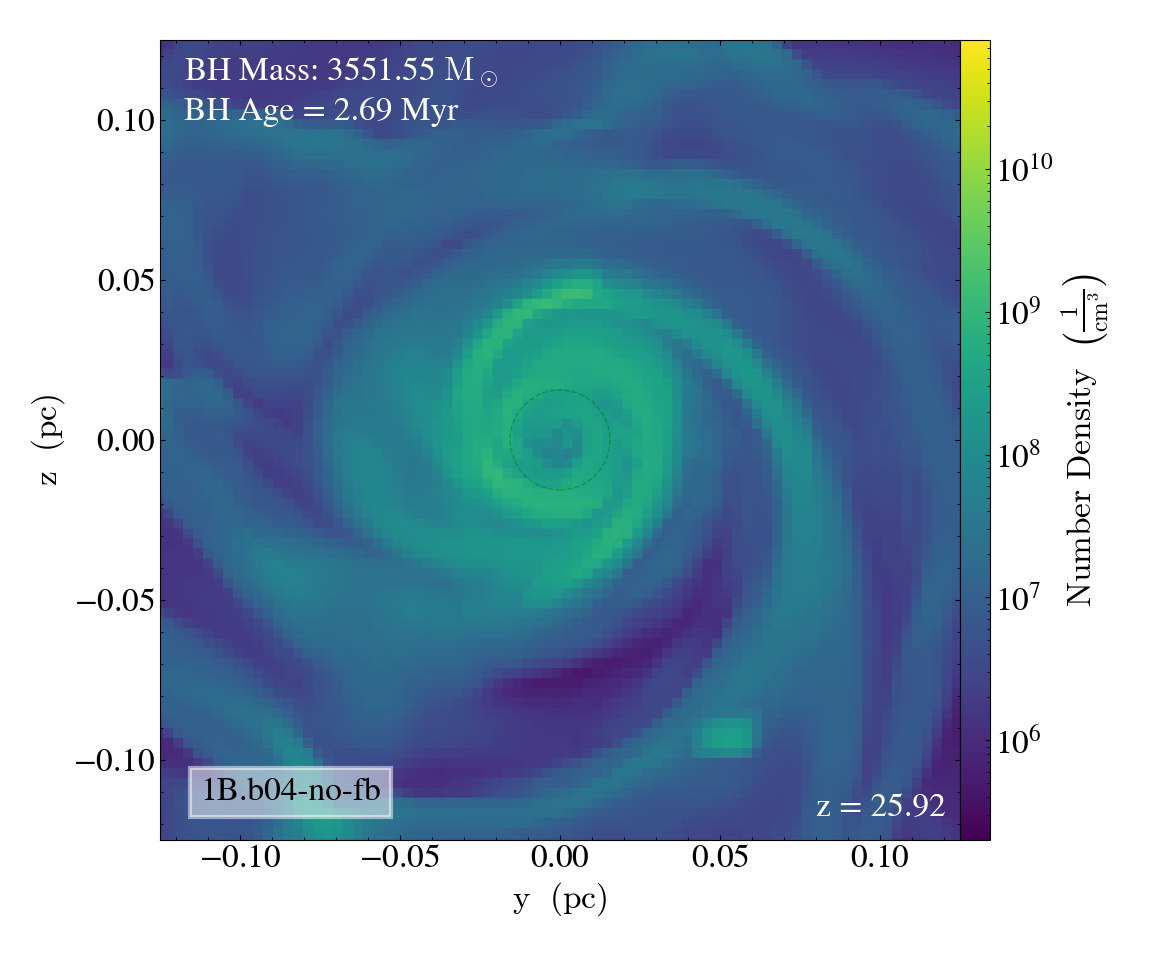 BH Mass: 3551.55 M☉
BH Age = 2.69 Myr
0.10
0.05
0.00
−0.05
−0.10
z (pc)
1B.b04-no-fb
z = 25.92
−0.10 −0.05 0.00 0.05 0.10
y (pc)
10¹⁰
10⁹
10⁸
10⁷
10⁶
Number Density (1/cm³)